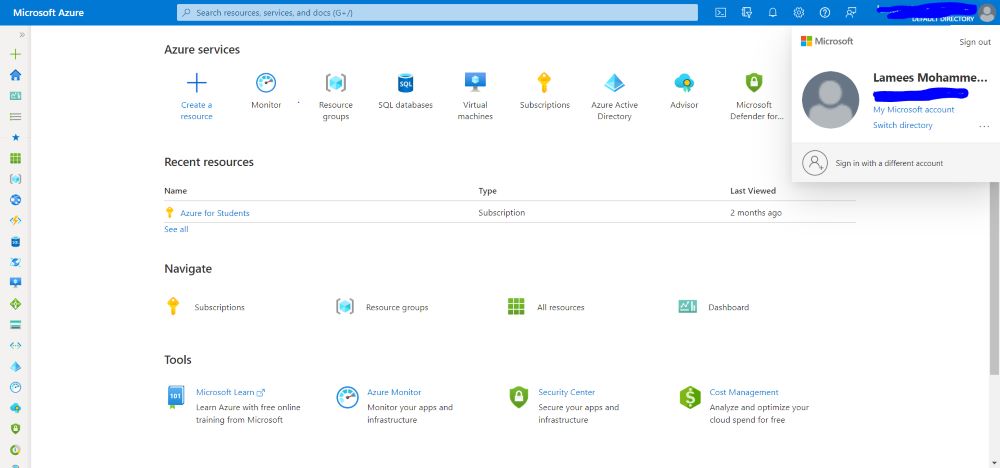 Microsoft Azure
Search resources, services, and docs (G+/)
DEFAULT DIRECTORY
Microsoft
Sign out
Lamees Mohamme...
My Microsoft account
Switch directory
...
Sign in with a different account
Azure services
Create a
resource
Monitor
Resource
groups
SQL databases
Virtual
machines
Subscriptions
Azure Active
Directory
Advisor
Microsoft
Defender for...
Recent resources
Name Type Last Viewed
Azure for Students Subscription 2 months ago
See all
Navigate
Subscriptions Resource groups All resources Dashboard
Tools
Microsoft Learn
Learn Azure with free online
training from Microsoft
Azure Monitor
Monitor your apps and
infrastructure
Security Center
Secure your apps and
infrastructure
Cost Management
Analyze and optimize your
cloud spend for free